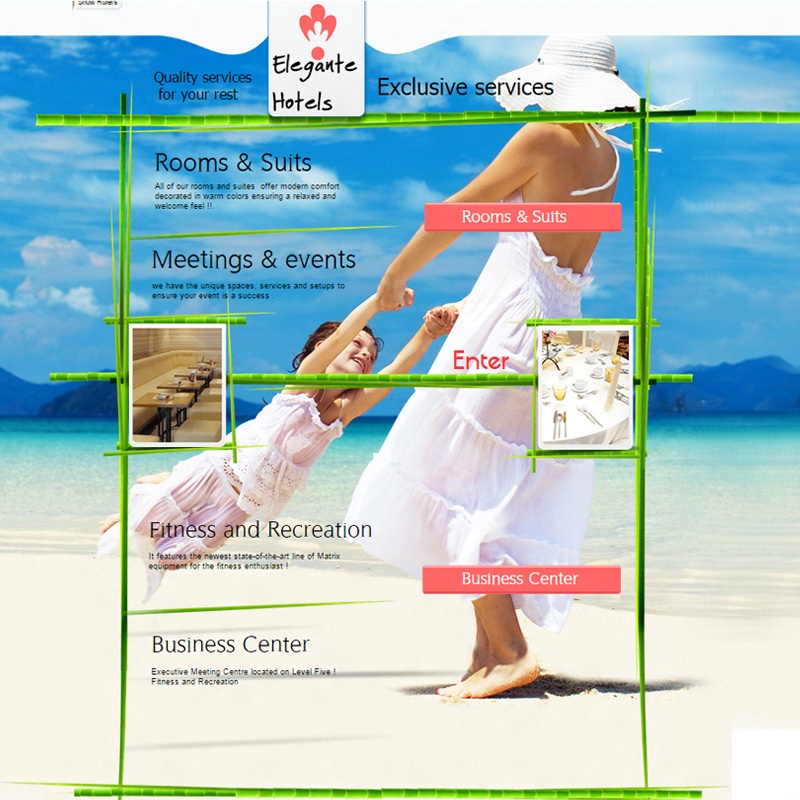 Show Rulers
Elegante
Hotels
Quality services
for your rest
Exclusive services
Rooms & Suits
All of our rooms and suites offer modern comfort
decorated in warm colors ensuring a relaxed and
welcome feel !!.
Rooms & Suits
Meetings & events
we have the unique spaces, services and setups to
ensure your event is a success .
Enter
Fitness and Recreation
It features the newest state-of-the-art line of Matrix
equipment for the fitness enthusiast !
Business Center
Business Center
Executive Meeting Centre located on Level Five !
Fitness and Recreation